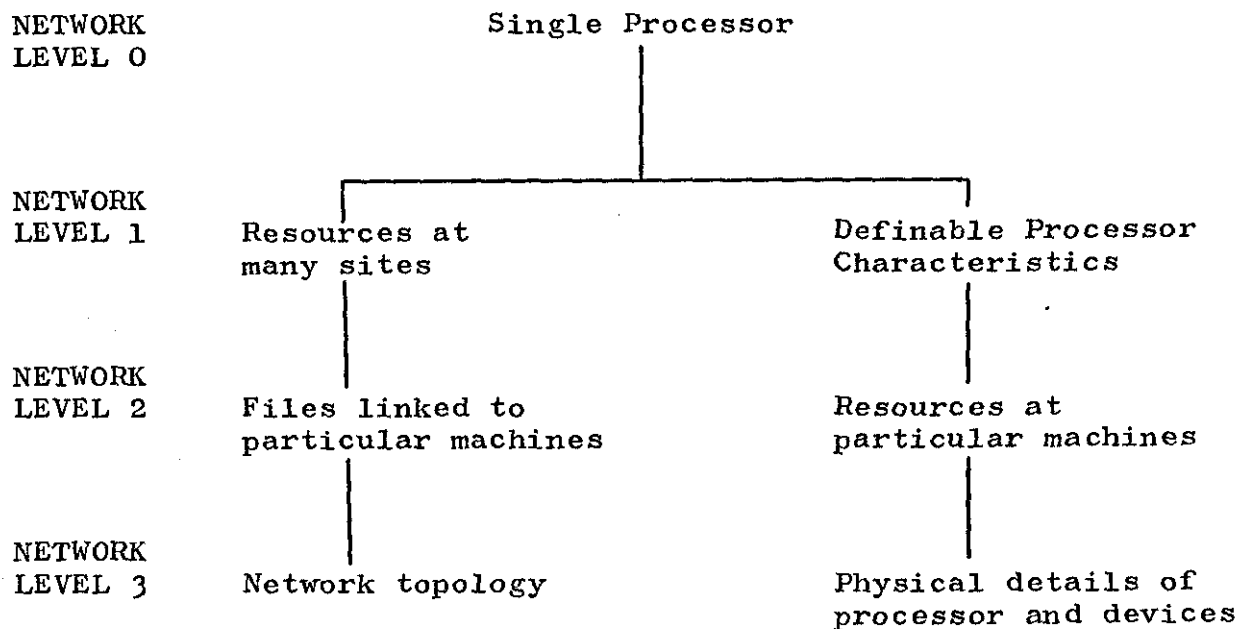 NETWORK
LEVEL 0
Single Processor
NETWORK
LEVEL 1
Resources at
many sites
Definable Processor
Characteristics
NETWORK
LEVEL 2
Files linked to
particular machines
Resources at
particular machines
NETWORK
LEVEL 3
Network topology
Physical details of
processor and devices